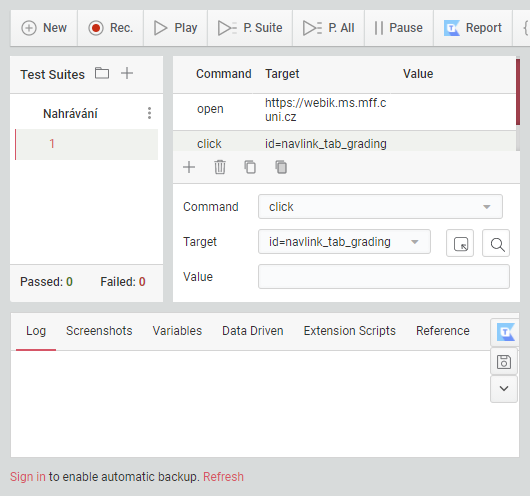 New Rec. Play P. Suite P. All Pause Report {
Test Suites
Nahrávání
1
Passed: 0 Failed: 0
Command Target Value
open https://webik.ms.mff.c
uni.cz
click id=navlink_tab_grading
Command click
Target id=navlink_tab_grading
Value
Log Screenshots Variables Data Driven Extension Scripts Reference
Sign in to enable automatic backup. Refresh